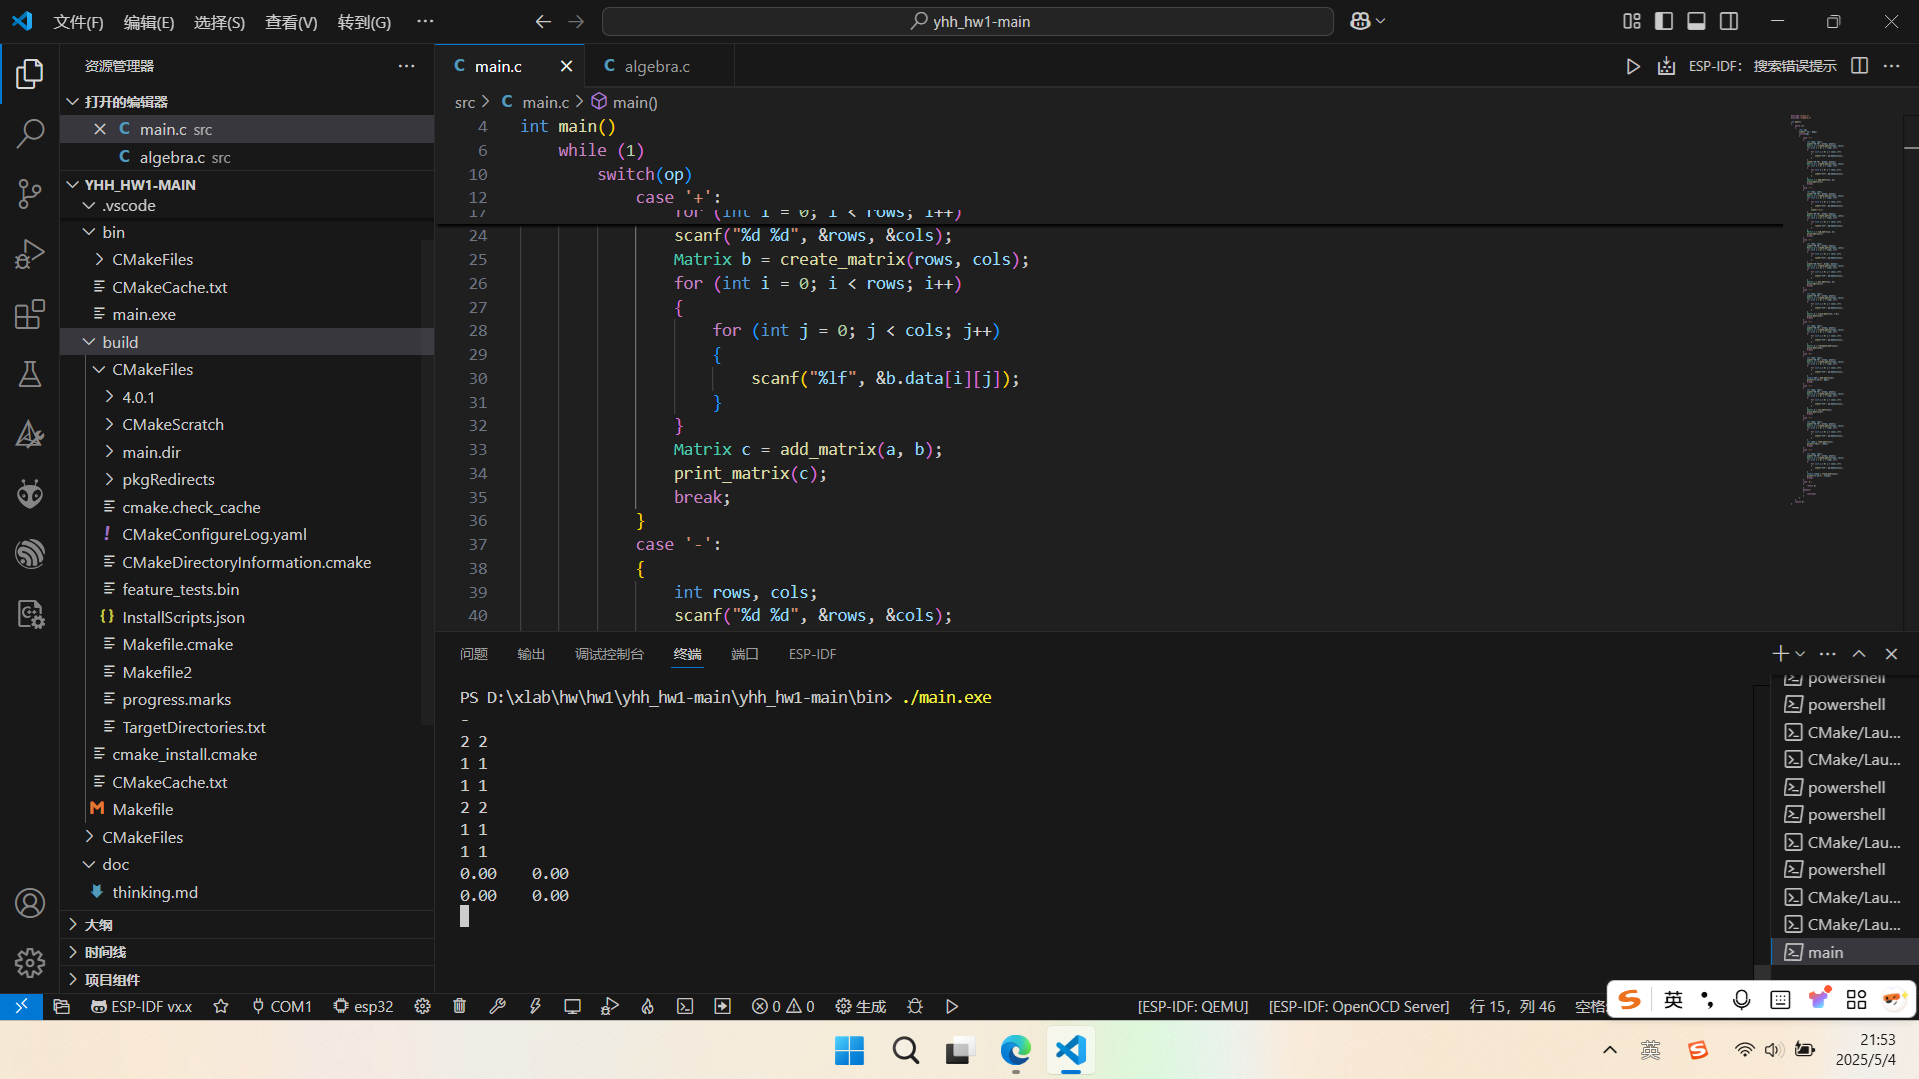 文件(F) 编辑(E) 选择(S) 查看(V) 转到(G) ··· yhh_hw1-main
资源管理器
打开的编辑器
main.c src
algebra.c src
YHH_HW1-MAIN
.vscode
bin
CMakeFiles
CMakeCache.txt
main.exe
build
CMakeFiles
4.0.1
CMakeScratch
main.dir
pkgRedirects
cmake.check_cache
CMakeConfigureLog.yaml
CMakeDirectoryInformation.cmake
feature_tests.bin
InstallScripts.json
Makefile.cmake
Makefile2
progress.marks
TargetDirectories.txt
cmake_install.cmake
CMakeCache.txt
Makefile
CMakeFiles
doc
thinking.md
大纲
时间线
项目组件
main.c algebra.c ESP-IDF: 搜索错误提示
src > C main.c > main()
4 int main()
6 while (1)
10 switch(op)
12 case '+':
17 for (int i = 0; i < rows; i++)
24 scanf("%d %d", &rows, &cols);
25 Matrix b = create_matrix(rows, cols);
26 for (int i = 0; i < rows; i++)
27 {
28 for (int j = 0; j < cols; j++)
29 {
30 scanf("%lf", &b.data[i][j]);
31 }
32 }
33 Matrix c = add_matrix(a, b);
34 print_matrix(c);
35 break;
36 }
37 case '-':
38 {
39 int rows, cols;
40 scanf("%d %d", &rows, &cols);
问题 输出 调试控制台 终端 端口 ESP-IDF
PS D:\xlab\hw\hw1\yhh_hw1-main\yhh_hw1-main\bin> ./main.exe
-
2 2
1 1
1 1
2 2
1 1
1 1
0.00 0.00
0.00 0.00
powershell
powershell
CMake/Lau...
CMake/Lau...
powershell
powershell
CMake/Lau...
powershell
CMake/Lau...
CMake/Lau...
main
ESP-IDF vx.x COM1 esp32 0 0 生成 [ESP-IDF: QEMU] [ESP-IDF: OpenOCD Server] 行 15，列 46 空格
英
英
21:53
2025/5/4